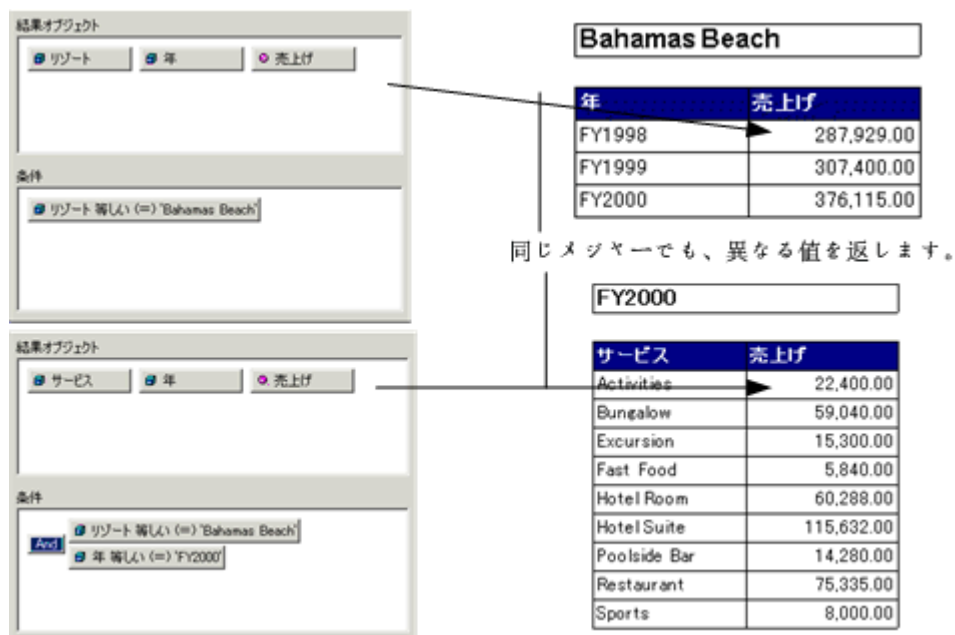 結果オブジェクト
リゾート 年 売上げ
条件
リゾート 等しい (=) 'Bahamas Beach'
Bahamas Beach
年 売上げ
FY1998 287,929.00
FY1999 307,400.00
FY2000 376,115.00
同じメジャーでも、異なる値を返します。
結果オブジェクト
サービス 年 売上げ
条件
And
リゾート 等しい (=) 'Bahamas Beach'
年 等しい (=) 'FY2000'
FY2000
サービス 売上げ
Activities 22,400.00
Bungalow 59,040.00
Excursion 15,300.00
Fast Food 5,840.00
Hotel Room 60,288.00
Hotel Suite 115,632.00
Poolside Bar 14,280.00
Restaurant 75,335.00
Sports 8,000.00